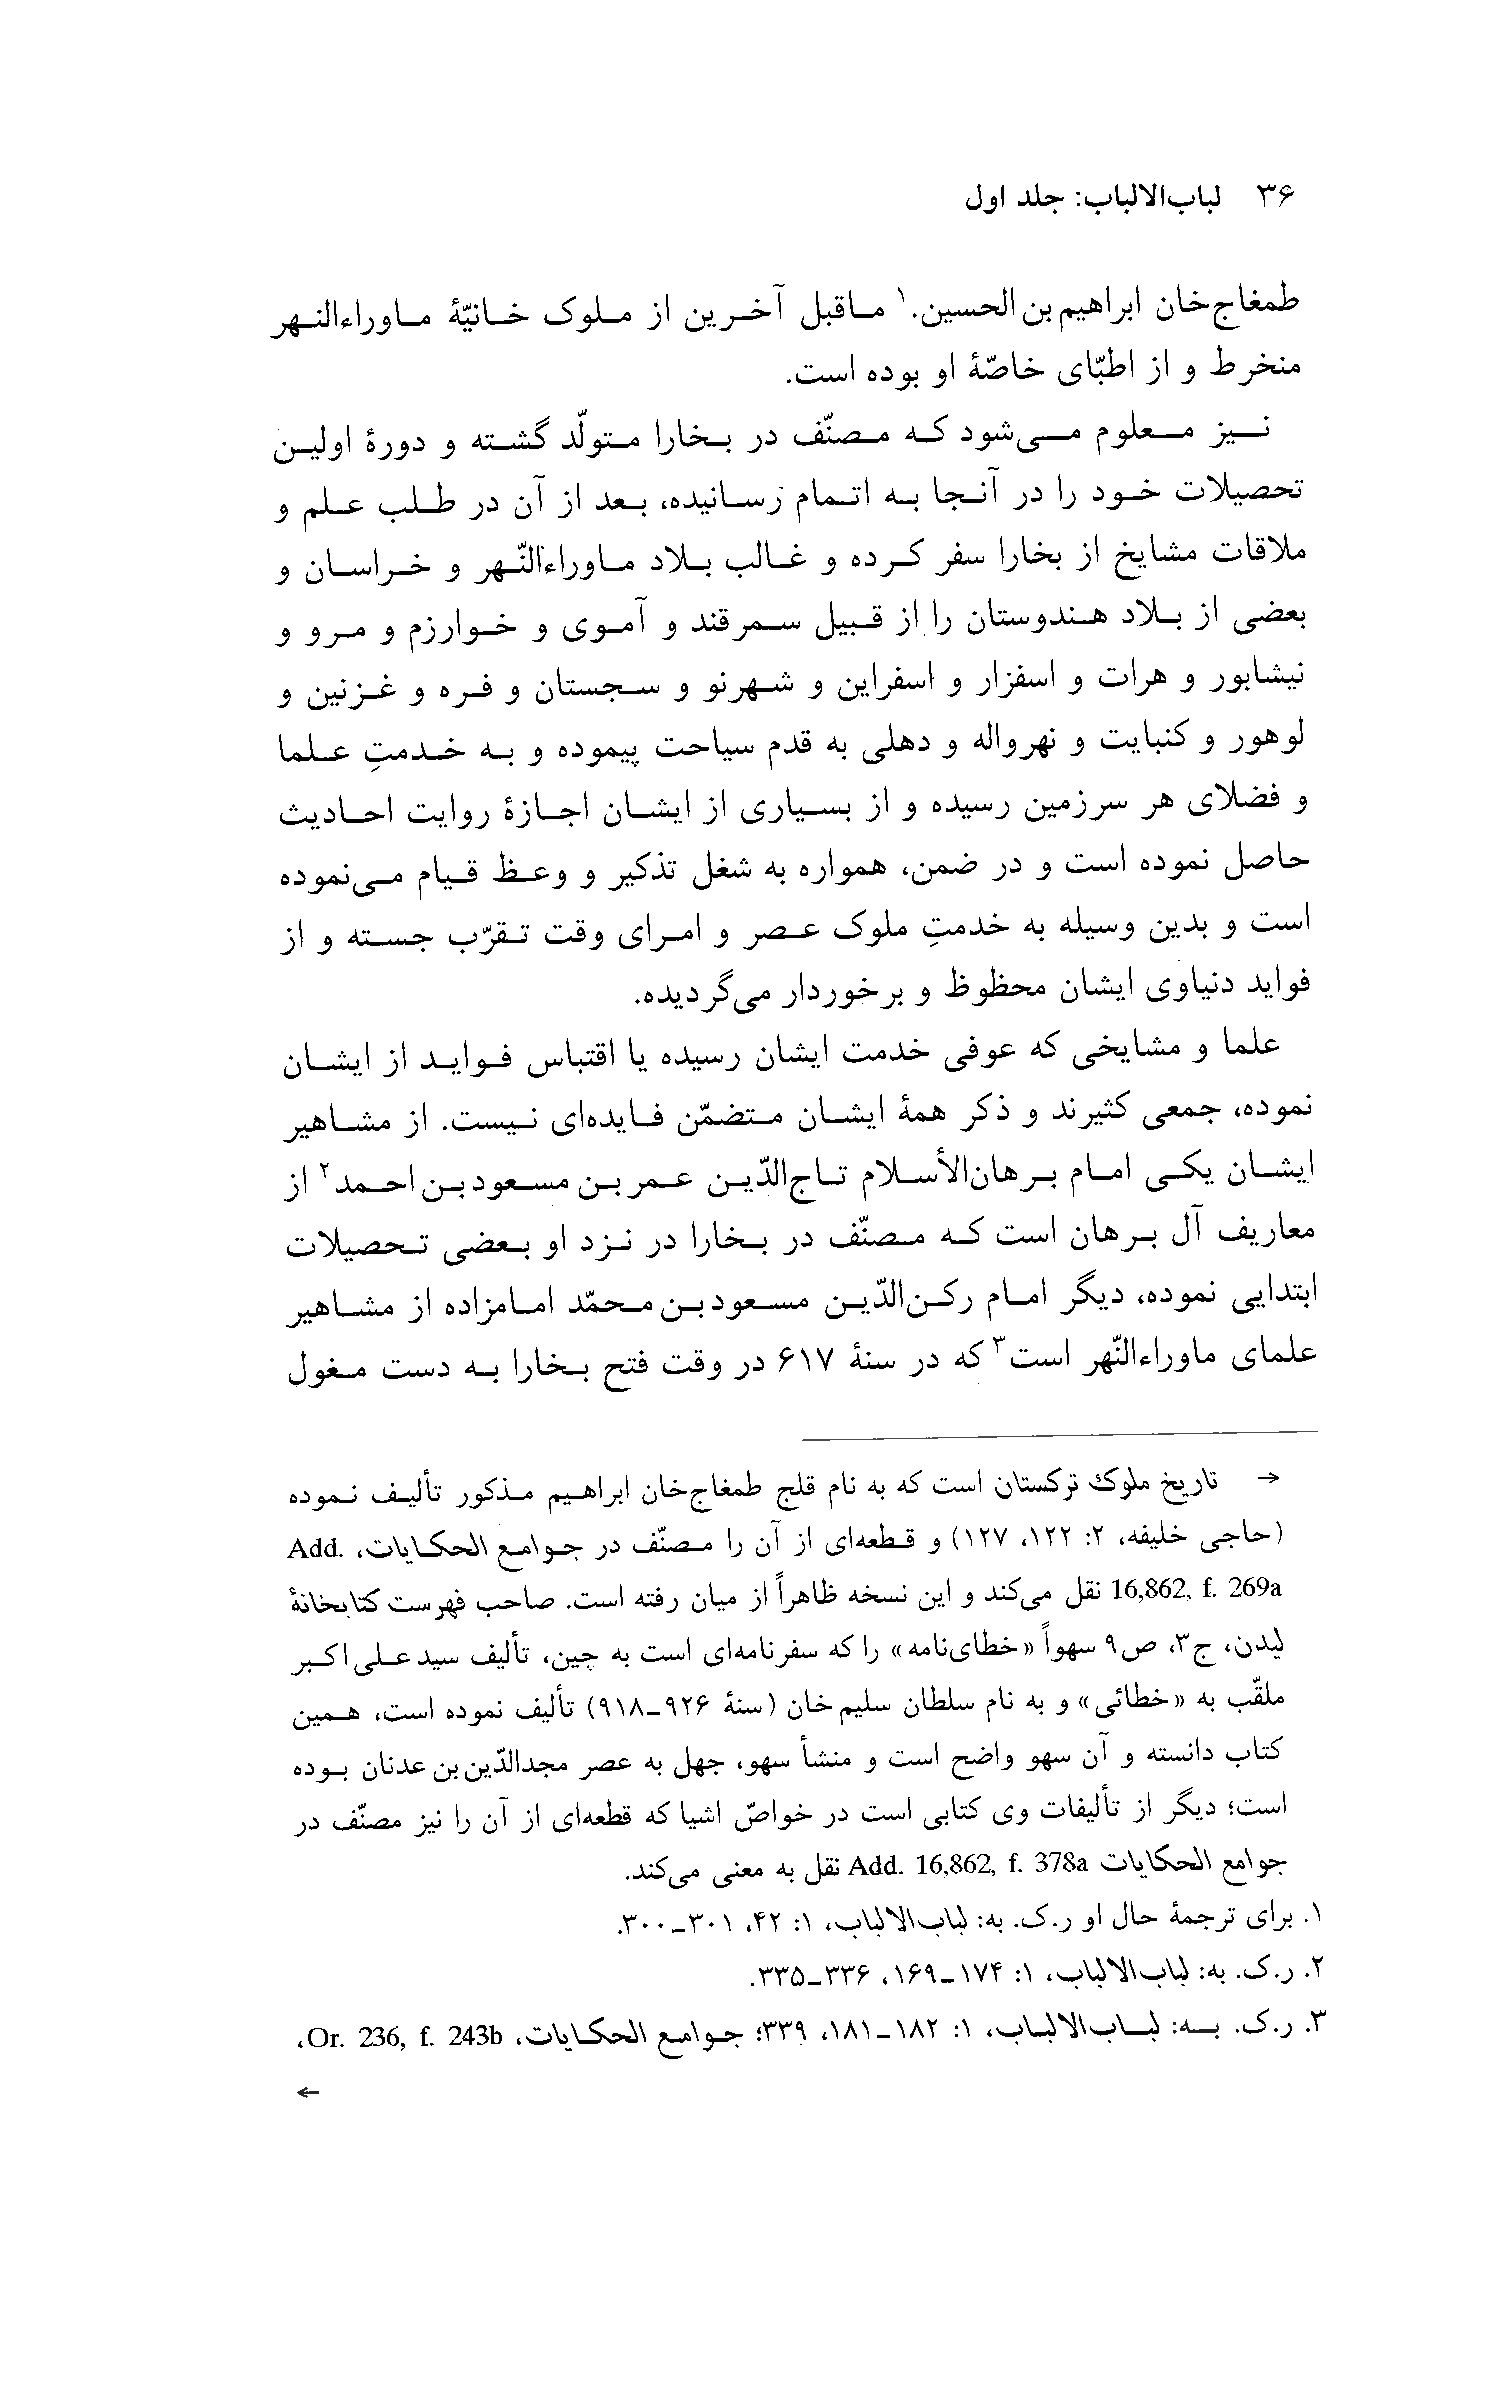 ۳۶ لباب‌الالباب: جلد اول
طمغاج‌خان ابراهیم‌بن‌الحسین.۱ ماقبل آخرین از ملوک خانیّهٔ ماوراءالنهر
منخرط و از اطبّای خاصّهٔ او بوده است.
نیز معلوم می‌شود که مصنّف در بخارا متولّد گشته و دورهٔ اولین
تحصیلات خود را در آنجا به اتمام رسانیده، بعد از آن در طلب علم و
ملاقات مشایخ از بخارا سفر کرده و غالب بلاد ماوراءالنّهر و خراسان و
بعضی از بلاد هندوستان را از قبیل سمرقند و آموی و خوارزم و مرو و
نیشابور و هرات و اسفزار و اسفراین و شهرنو و سجستان و فره و غزنین و
لوهور و کنبایت و نهرواله و دهلی به قدم سیاحت پیموده و به خدمتِ علما
و فضلای هر سرزمین رسیده و از بسیاری از ایشان اجازهٔ روایت احادیث
حاصل نموده است و در ضمن، همواره به شغل تذکیر و وعظ قیام می‌نموده
است و بدین وسیله به خدمتِ ملوک عصر و امرای وقت تقرّب جسته و از
فواید دنیاوی ایشان محظوظ و برخوردار می‌گردیده.
علما و مشایخی که عوفی خدمت ایشان رسیده یا اقتباس فواید از ایشان
نموده، جمعی کثیرند و ذکر همهٔ ایشان متضمّن فایده‌ای نیست. از مشاهیر
ایشان یکی امام برهان‌الأسلام تاج‌الدّین عمربن‌مسعودبن‌احمد۲ از
معاریف آل برهان است که مصنّف در بخارا در نزد او بعضی تحصیلات
ابتدایی نموده، دیگر امام رکن‌الدّین مسعودبن‌محمّد امامزاده از مشاهیر
علمای ماوراءالنّهر است۳ که در سنهٔ ۶۱۷ در وقت فتح بخارا به دست مغول
→ تاریخ ملوک ترکستان است که به نام قلج طمغاج‌خان ابراهیم مذکور تألیف نموده
(حاجی خلیفه، ۲: ۱۲۲، ۱۲۷) و قطعه‌ای از آن را مصنّف در جوامع الحکایات، Add.
16,862, f. 269a نقل می‌کند و این نسخه ظاهراً از میان رفته است. صاحب فهرست کتابخانهٔ
لیدن، ج۳، ص۹ سهواً «خطای‌نامه» را که سفرنامه‌ای است به چین، تألیف سید علی‌اکبر
ملقّب به «خطائی» و به نام سلطان سلیم‌خان (سنهٔ ۹۲۶-۹۱۸) تألیف نموده است، همین
کتاب دانسته و آن سهو واضح است و منشأ سهو، جهل به عصر مجدالدّین‌بن‌عدنان بوده
است؛ دیگر از تألیفات وی کتابی است در خواصّ اشیا که قطعه‌ای از آن را نیز مصنّف در
جوامع الحکایات Add. 16,862, f. 378a نقل به معنی می‌کند.
۱. برای ترجمهٔ حال او ر.ک. به: لباب‌الالباب، ۱: ۴۲، ۳۰۱-۳۰۰.
۲. ر.ک. به: لباب‌الالباب، ۱: ۱۷۴-۱۶۹، ۳۳۶-۳۳۵.
۳. ر.ک. به: لباب‌الالباب، ۱: ۱۸۲-۱۸۱، ۳۳۹؛ جوامع الحکایات، Or. 236, f. 243b،
←